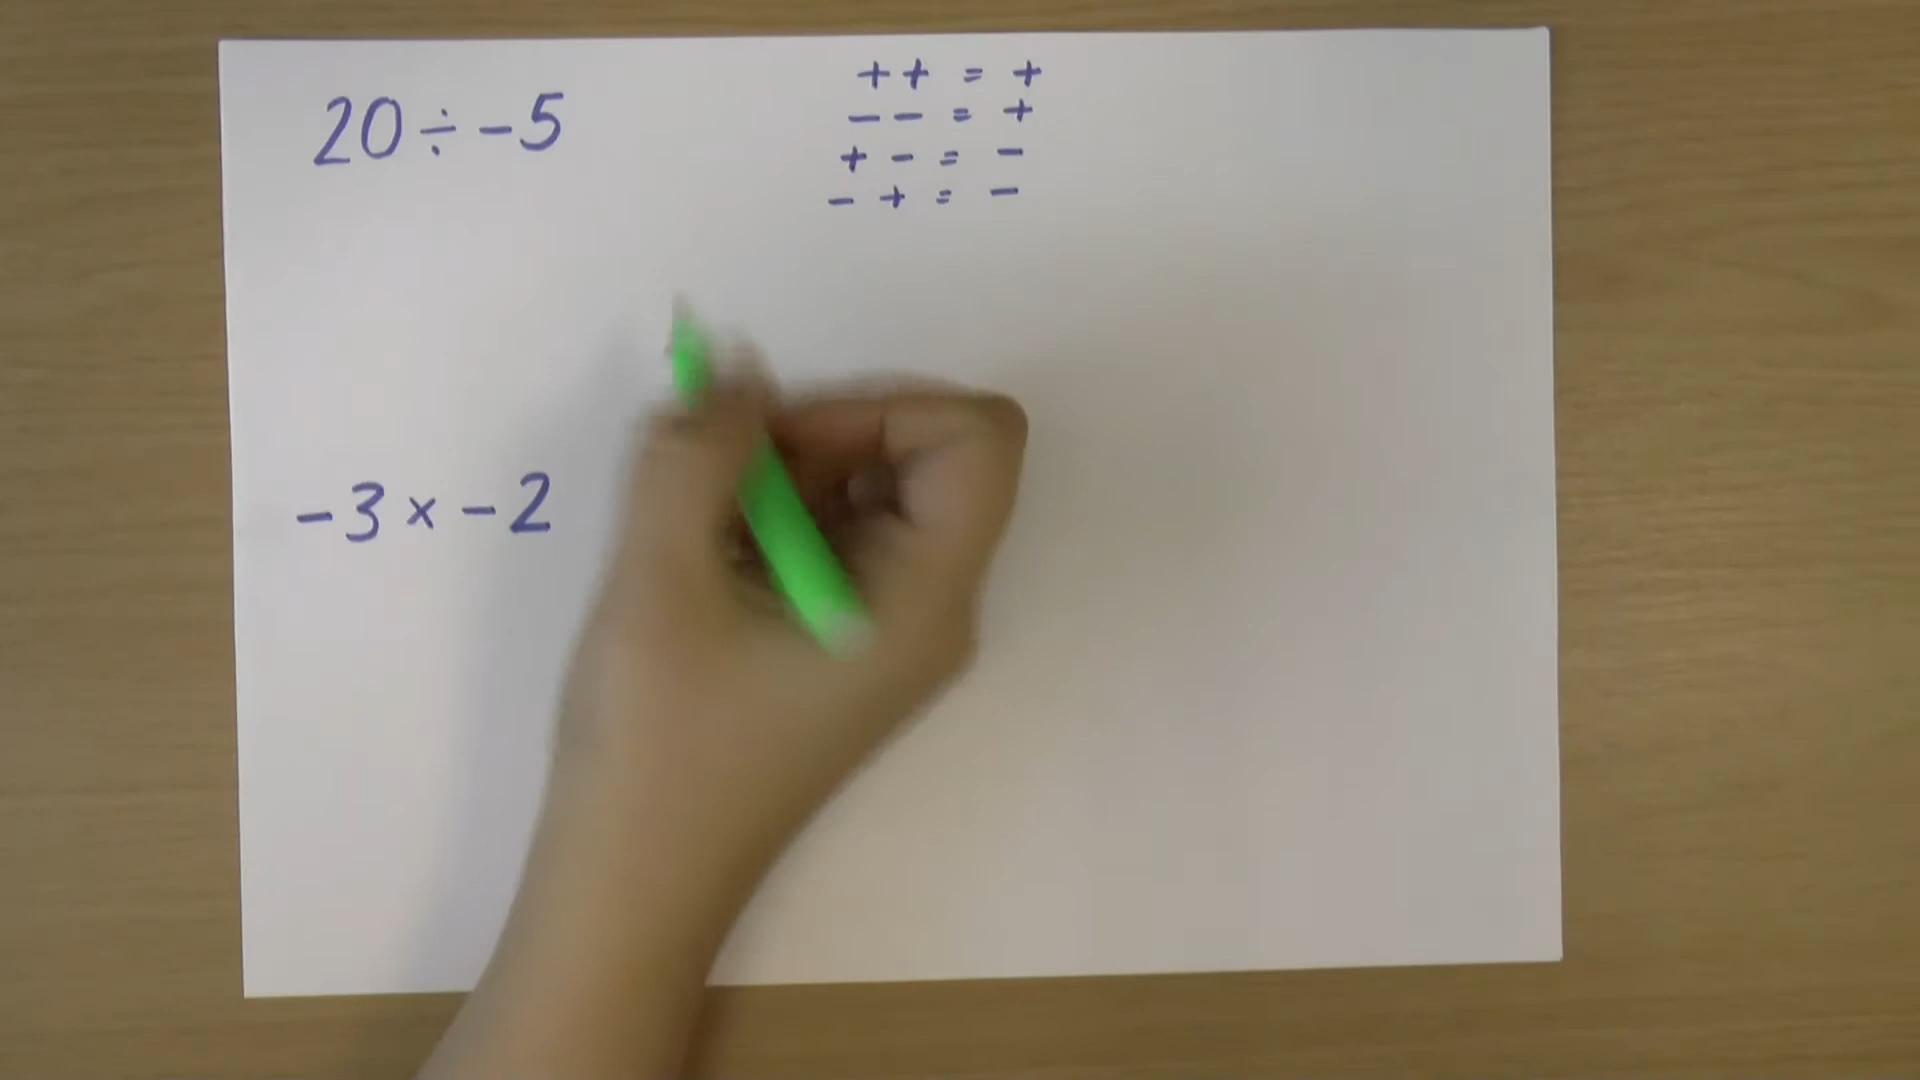 20 ÷ -5
+ + = +
- - = +
+ - = -
- + = -
-3 × -2